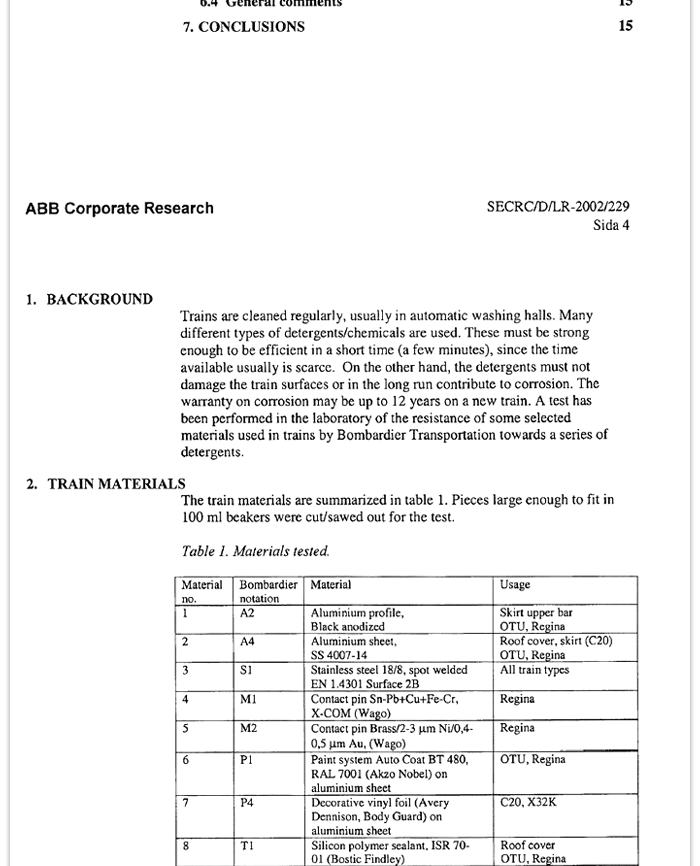 6.4 General comments 15
7. CONCLUSIONS 15
ABB Corporate Research SECRC/D/LR-2002/229
Sida 4
1. BACKGROUND
Trains are cleaned regularly, usually in automatic washing halls. Many
different types of detergents/chemicals are used. These must be strong
enough to be efficient in a short time (a few minutes), since the time
available usually is scarce. On the other hand, the detergents must not
damage the train surfaces or in the long run contribute to corrosion. The
warranty on corrosion may be up to 12 years on a new train. A test has
been performed in the laboratory of the resistance of some selected
materials used in trains by Bombardier Transportation towards a series of
detergents.
2. TRAIN MATERIALS
The train materials are summarized in table 1. Pieces large enough to fit in
100 ml beakers were cut/sawed out for the test.
Table 1. Materials tested.
Material Bombardier Material Usage
no. notation
1 A2 Aluminium profile, Skirt upper bar
Black anodized OTU, Regina
2 A4 Aluminium sheet, Roof cover, skirt (C20)
SS 4007-14 OTU, Regina
3 S1 Stainless steel 18/8, spot welded All train types
EN 1.4301 Surface 2B
4 M1 Contact pin Sn-Pb+Cu+Fe-Cr, Regina
X-COM (Wago)
5 M2 Contact pin Brass/2-3 µm Ni/0,4- Regina
0,5 µm Au, (Wago)
6 P1 Paint system Auto Coat BT 480, OTU, Regina
RAL 7001 (Akzo Nobel) on
aluminium sheet
7 P4 Decorative vinyl foil (Avery C20, X32K
Dennison, Body Guard) on
aluminium sheet
8 T1 Silicon polymer sealant, ISR 70- Roof cover
01 (Bostic Findley) OTU, Regina